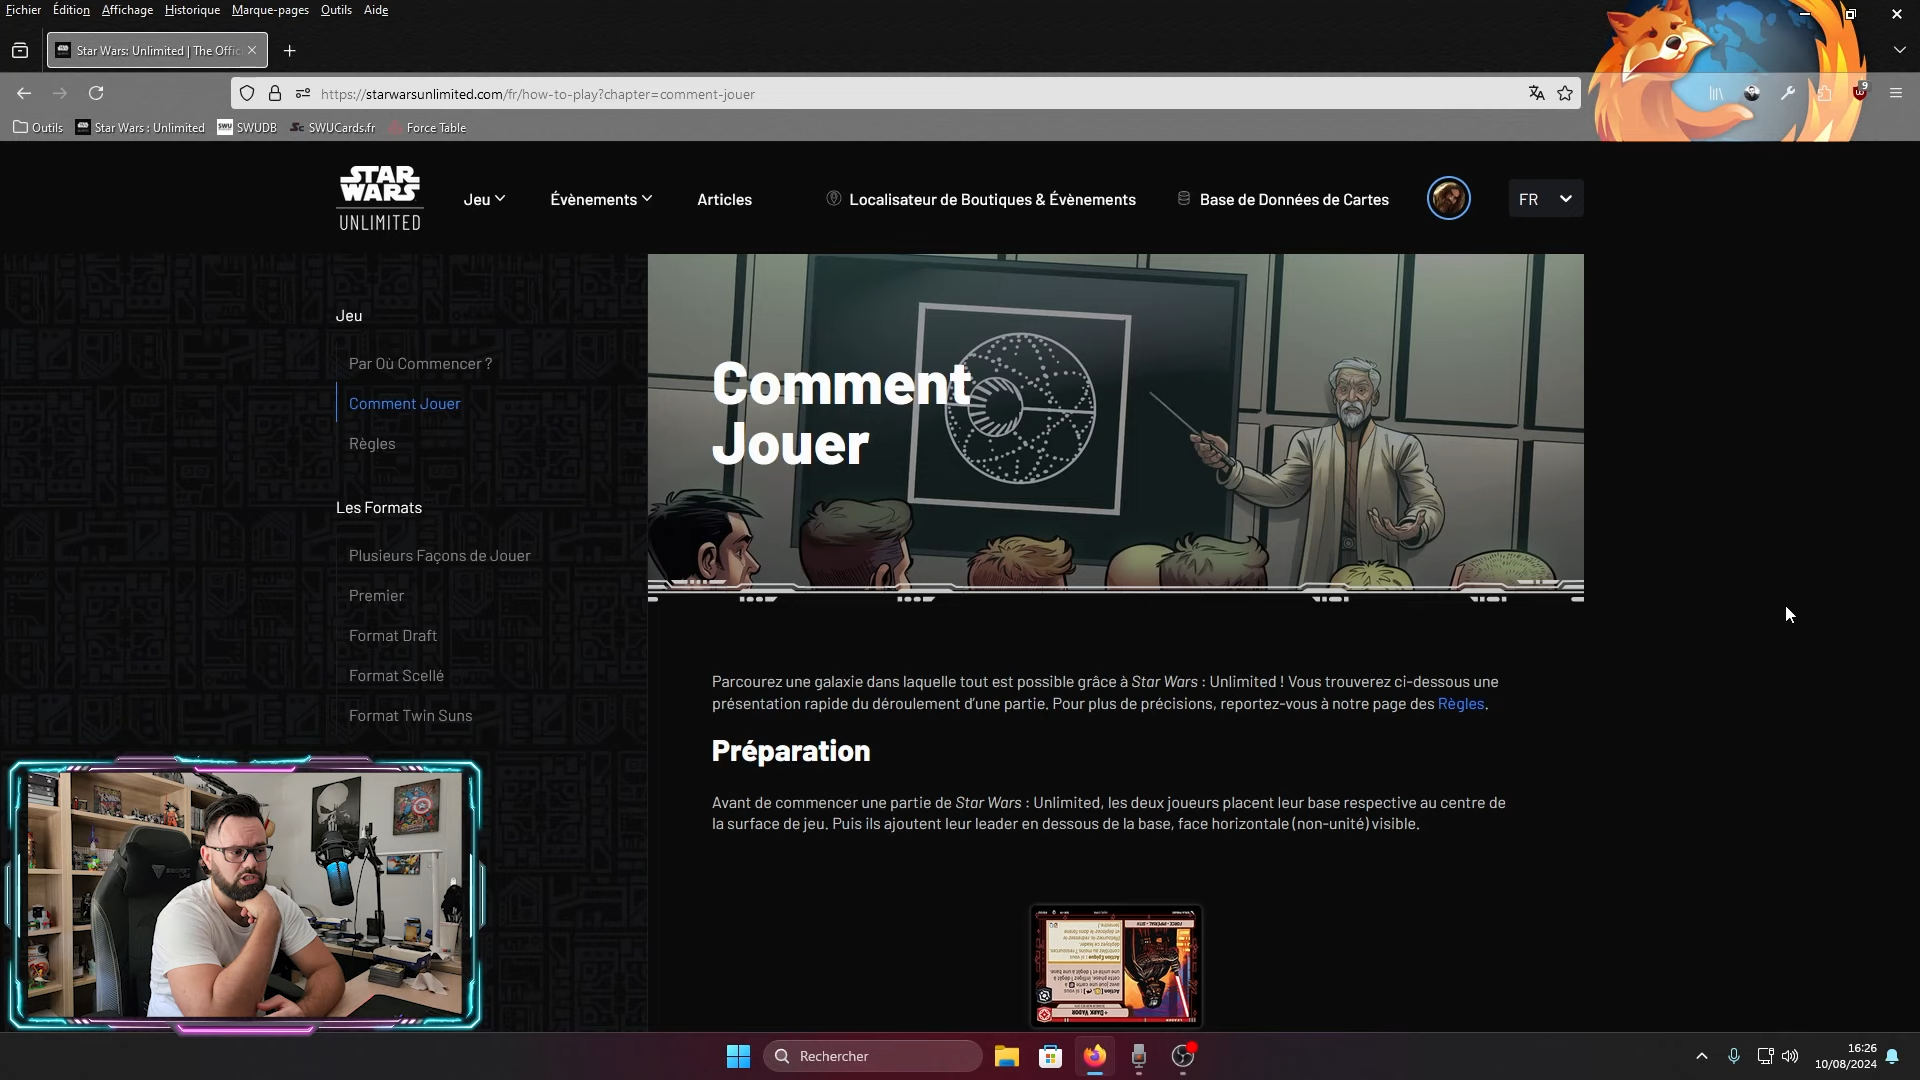 Fichier Édition Affichage Historique Marque-pages Outils Aide
Star Wars: Unlimited | The Offic
https://starwarsunlimited.com/fr/how-to-play?chapter=comment-jouer
9
Outils Star Wars : Unlimited SWUDB SWUCards.fr Force Table
STAR WARS
UNLIMITED
Jeu Évènements Articles Localisateur de Boutiques & Évènements Base de Données de Cartes FR
Jeu
Par Où Commencer ?
Comment Jouer
Règles
Les Formats
Plusieurs Façons de Jouer
Premier
Format Draft
Format Scellé
Format Twin Suns
Comment
Jouer
Parcourez une galaxie dans laquelle tout est possible grâce à Star Wars : Unlimited ! Vous trouverez ci-dessous une
présentation rapide du déroulement d’une partie. Pour plus de précisions, reportez-vous à notre page des Règles.
Préparation
Avant de commencer une partie de Star Wars : Unlimited, les deux joueurs placent leur base respective au centre de
la surface de jeu. Puis ils ajoutent leur leader en dessous de la base, face horizontale (non-unité) visible.
DARK VADOR
Rechercher
16:26
10/08/2024